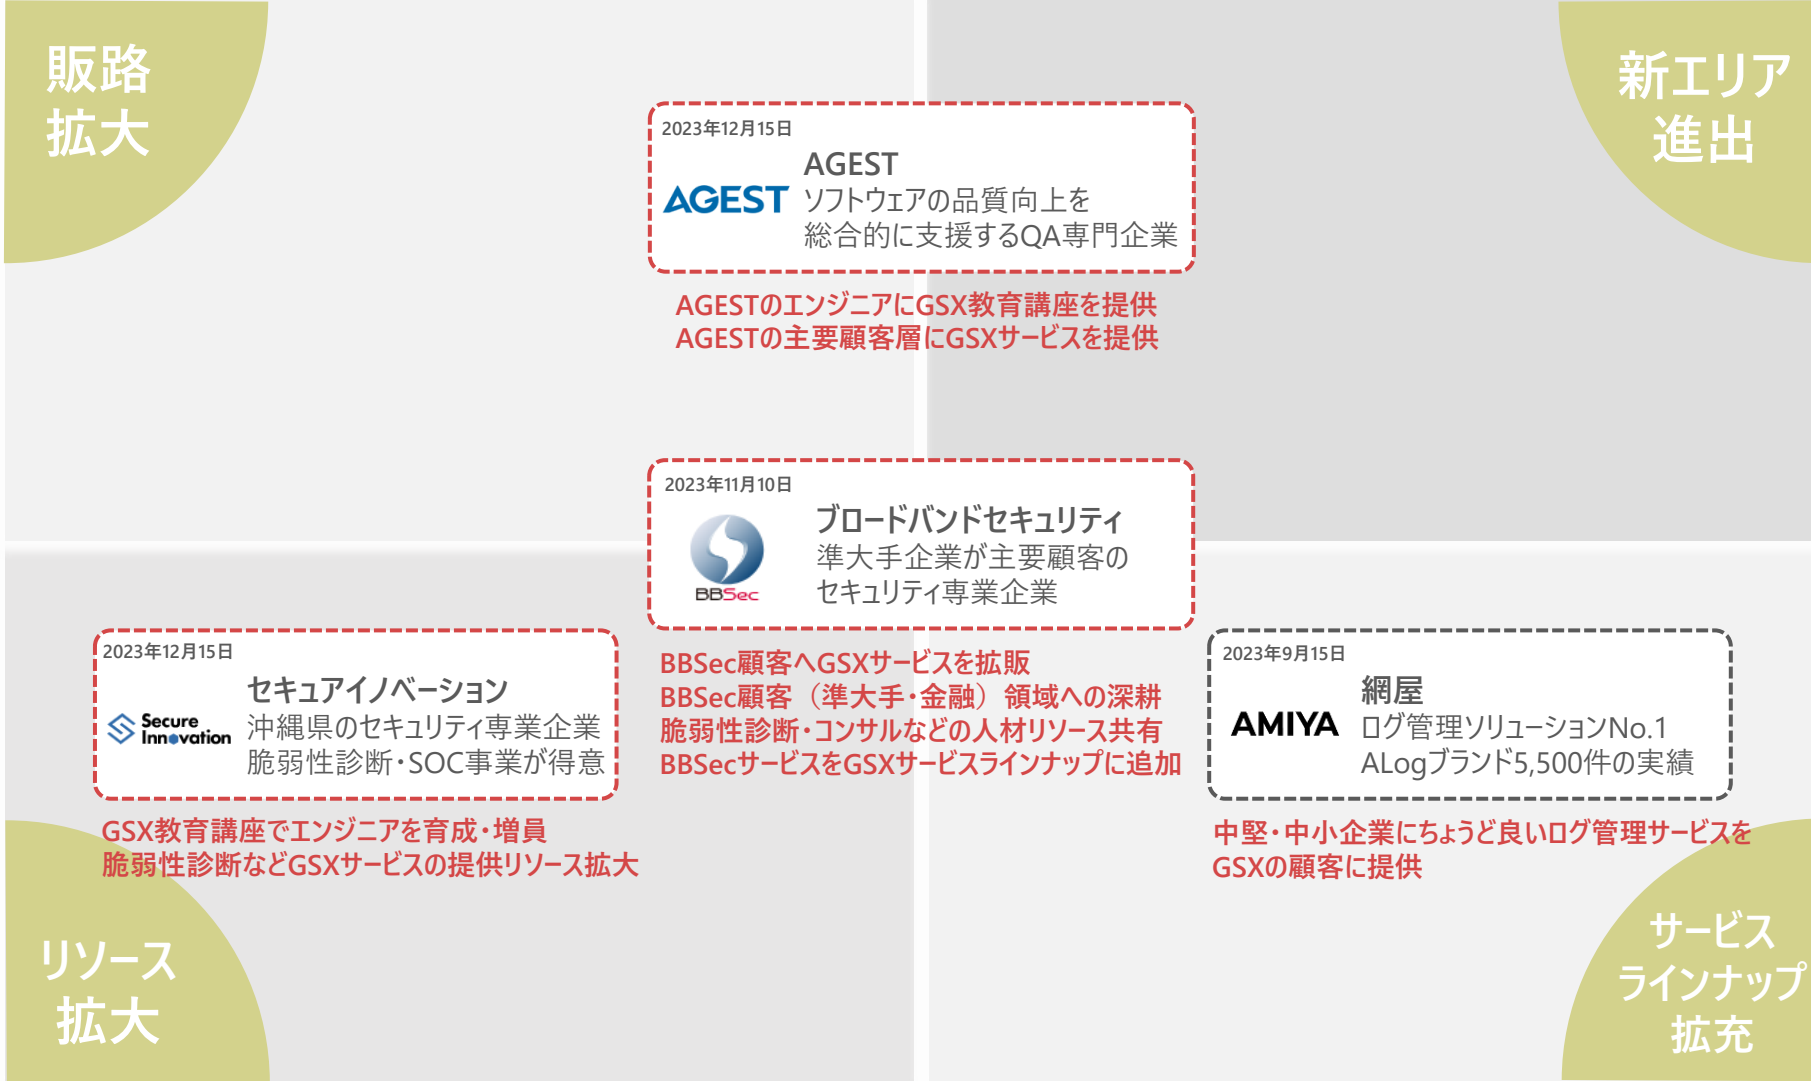 販路
拡大
新エリア
進出
2023年12月15日
AGEST
AGEST
ソフトウェアの品質向上を
総合的に支援するQA専門企業
AGESTのエンジニアにGSX教育講座を提供
AGESTの主要顧客層にGSXサービスを提供
2023年11月10日
BBSec
ブロードバンドセキュリティ
準大手企業が主要顧客の
セキュリティ専業企業
BBSec顧客へGSXサービスを拡販
BBSec顧客（準大手・金融）領域への深耕
脆弱性診断・コンサルなどの人材リソース共有
BBSecサービスをGSXサービスラインナップに追加
2023年12月15日
Secure
Innovation
セキュアイノベーション
沖縄県のセキュリティ専業企業
脆弱性診断・SOC事業が得意
GSX教育講座でエンジニアを育成・増員
脆弱性診断などGSXサービスの提供リソース拡大
2023年9月15日
AMIYA
網屋
ログ管理ソリューションNo.1
ALogブランド5,500件の実績
中堅・中小企業にちょうど良いログ管理サービスを
GSXの顧客に提供
リソース
拡大
サービス
ラインナップ
拡充